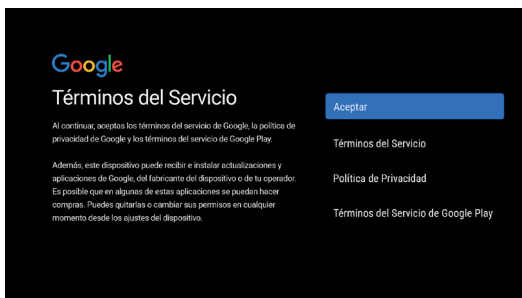 Google
Términos del Servicio
Al continuar, aceptas los términos del servicio de Google, la política de
privacidad de Google y los términos del servicio de Google Play.
Además, este dispositivo puede recibir e instalar actualizaciones y
aplicaciones de Google, del fabricante del dispositivo o de tu operador.
Es posible que en algunas de estas aplicaciones se puedan hacer
compras. Puedes quitarlas o cambiar sus permisos en cualquier
momento desde los ajustes del dispositivo.
Aceptar
Términos del Servicio
Política de Privacidad
Términos del Servicio de Google Play